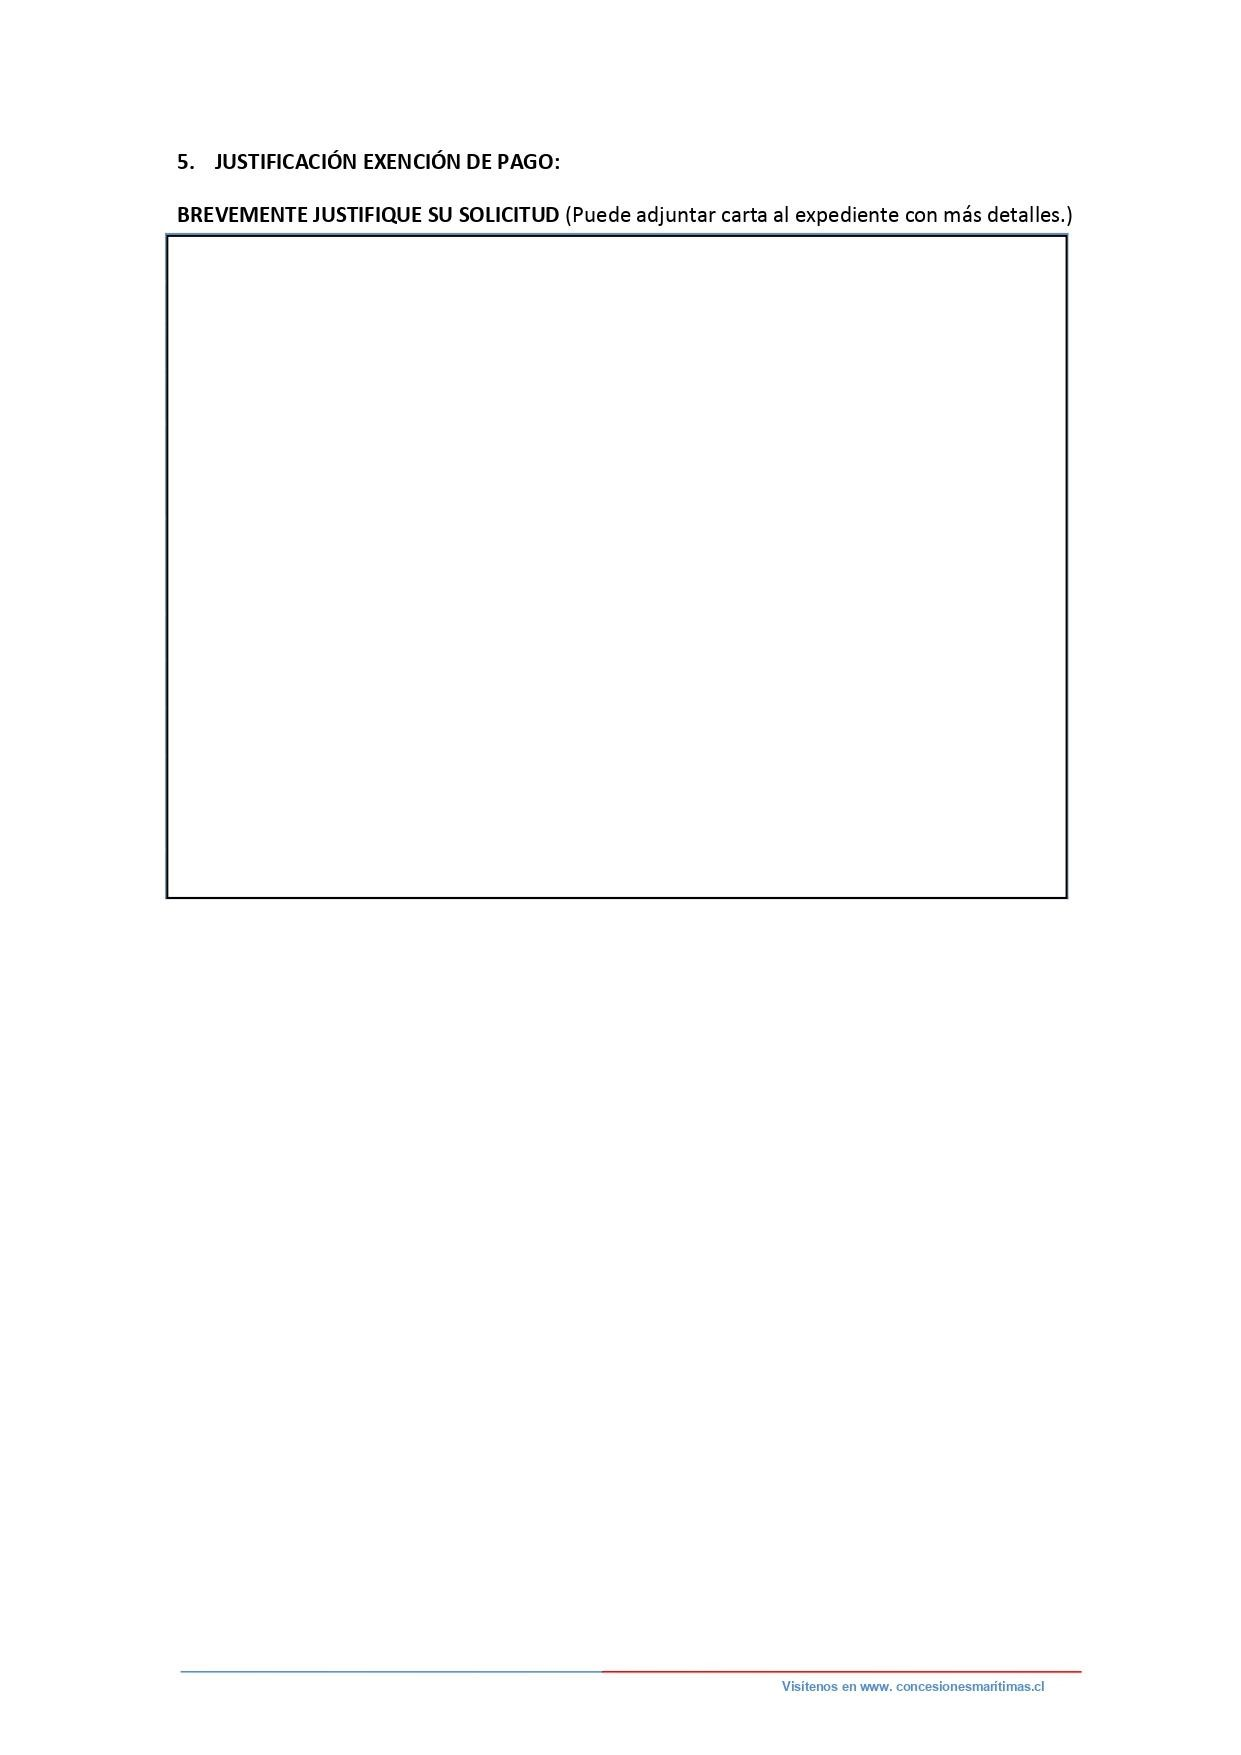 5. JUSTIFICACIÓN EXENCIÓN DE PAGO:
BREVEMENTE JUSTIFIQUE SU SOLICITUD (Puede adjuntar carta al expediente con más detalles.)
Visítenos en www. concesionesmaritimas.cl